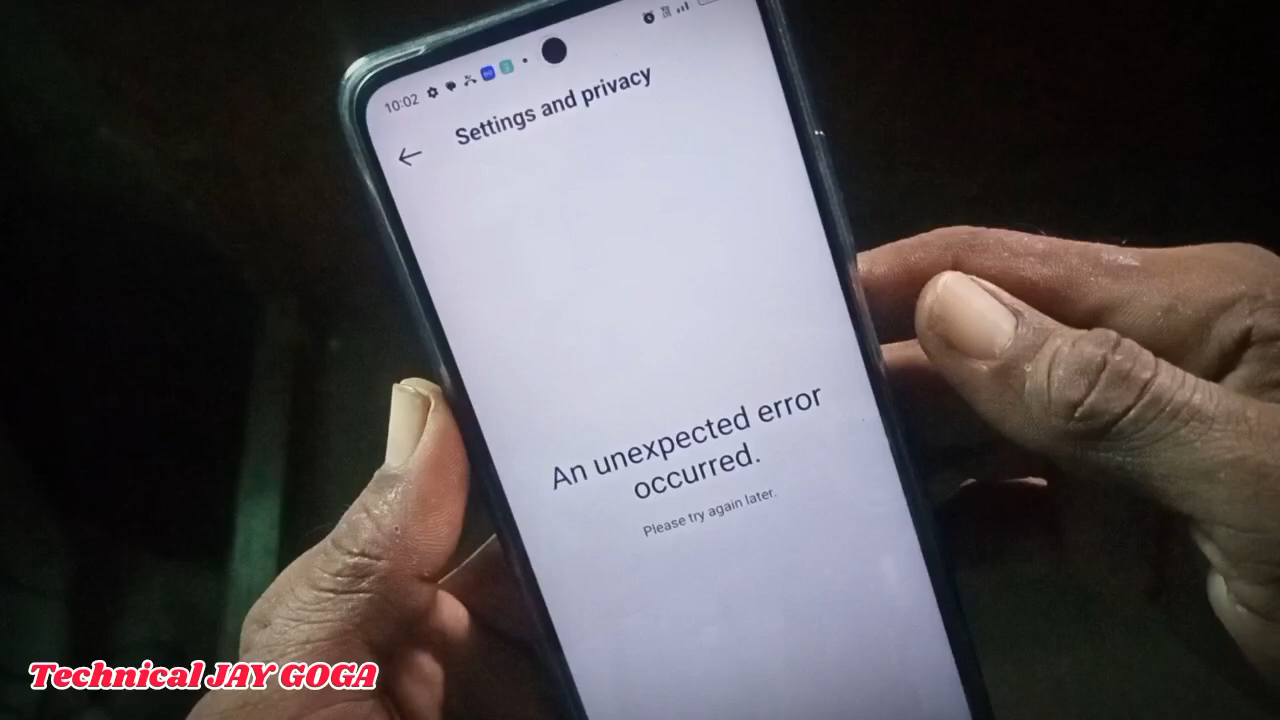 10:02
Settings and privacy
An unexpected error
occurred.
Please try again later.
Technical JAY GOGA